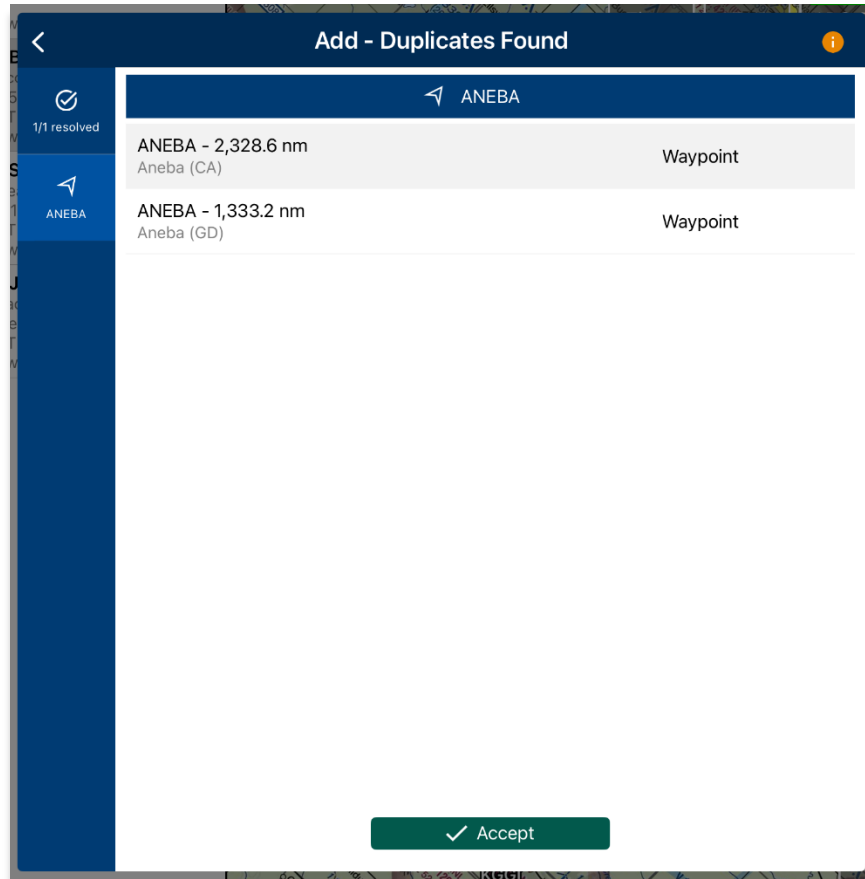 Add - Duplicates Found
1/1 resolved
ANEBA
ANEBA
ANEBA - 2,328.6 nm
Aneba (CA)
Waypoint
ANEBA - 1,333.2 nm
Aneba (GD)
Waypoint
Accept
KGGI